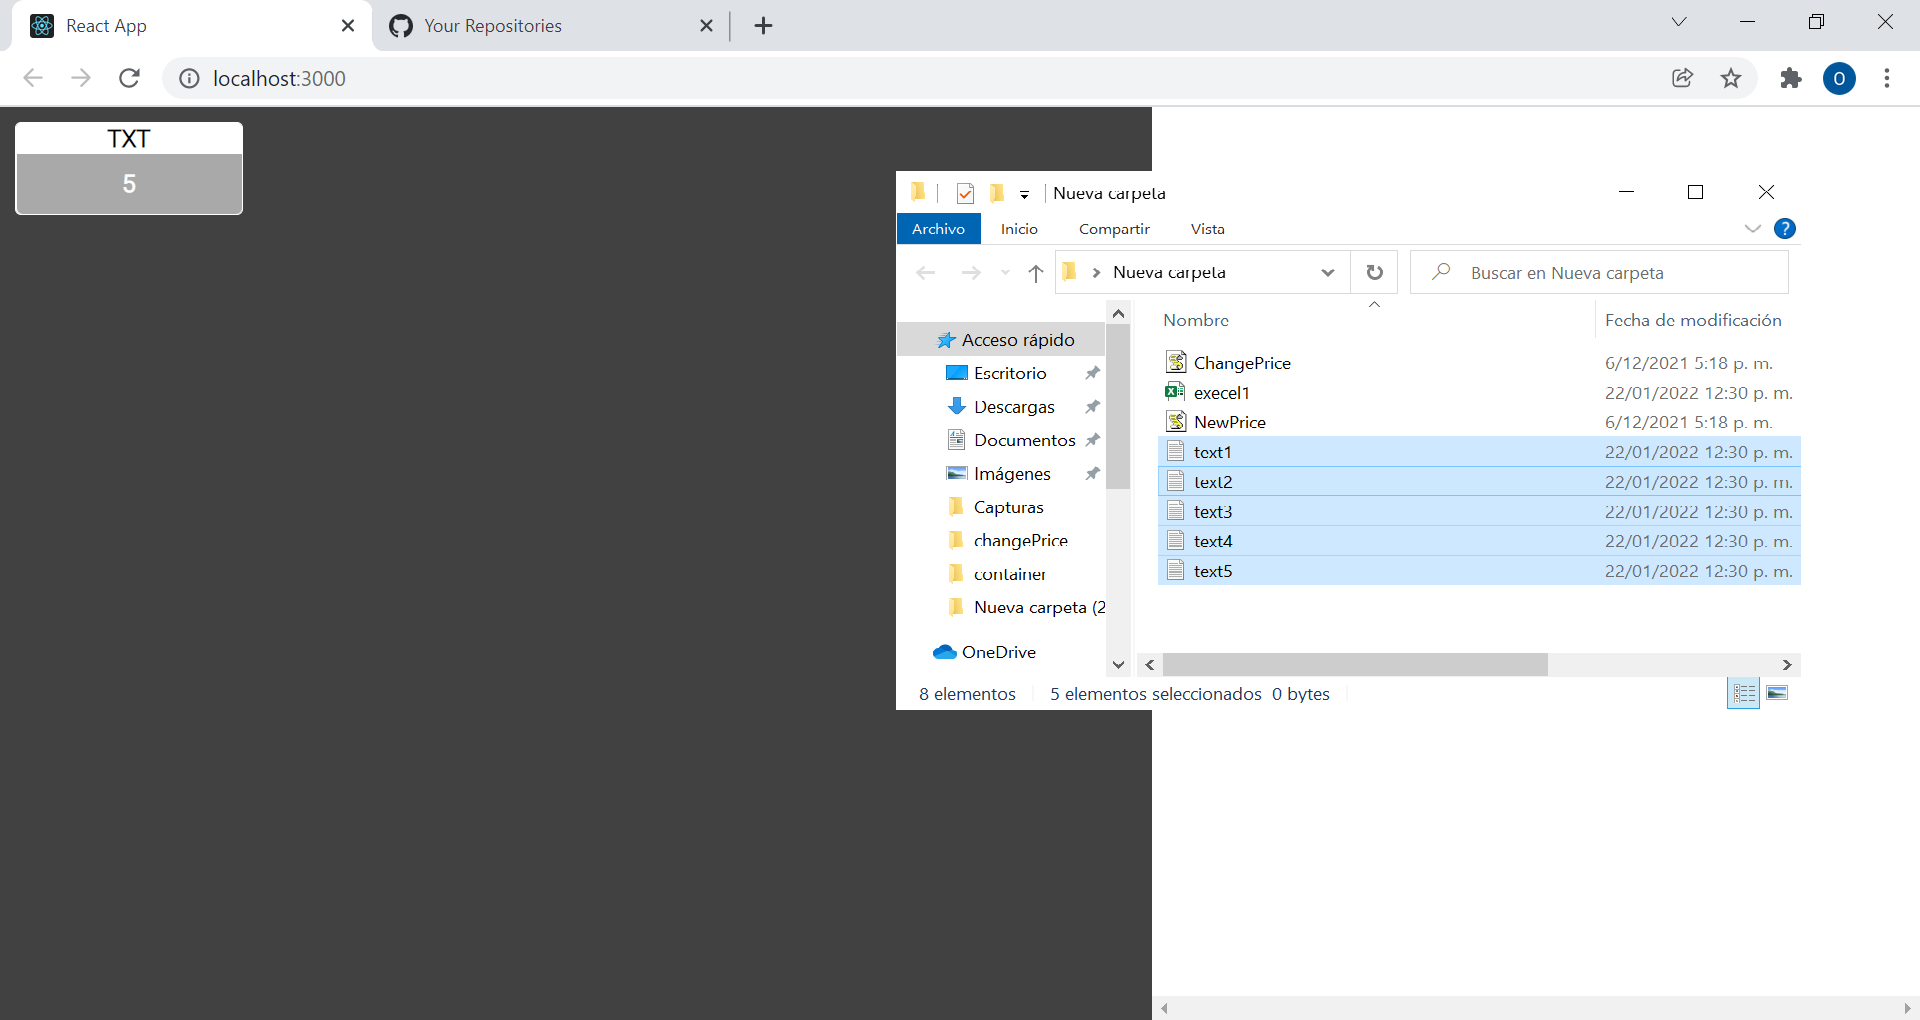 React App
Your Repositories
localhost:3000
O
TXT
5
Nueva carpeta
Archivo
Inicio
Compartir
Vista
?
Nueva carpeta
Buscar en Nueva carpeta
Nombre
Fecha de modificación
Acceso rápido
Escritorio
Descargas
Documentos
Imágenes
Capturas
changePrice
container
Nueva carpeta (2
OneDrive
ChangePrice 6/12/2021 5:18 p. m.
execel1 22/01/2022 12:30 p. m.
NewPrice 6/12/2021 5:18 p. m.
text1 22/01/2022 12:30 p. m.
text2 22/01/2022 12:30 p. m.
text3 22/01/2022 12:30 p. m.
text4 22/01/2022 12:30 p. m.
text5 22/01/2022 12:30 p. m.
8 elementos
5 elementos seleccionados 0 bytes